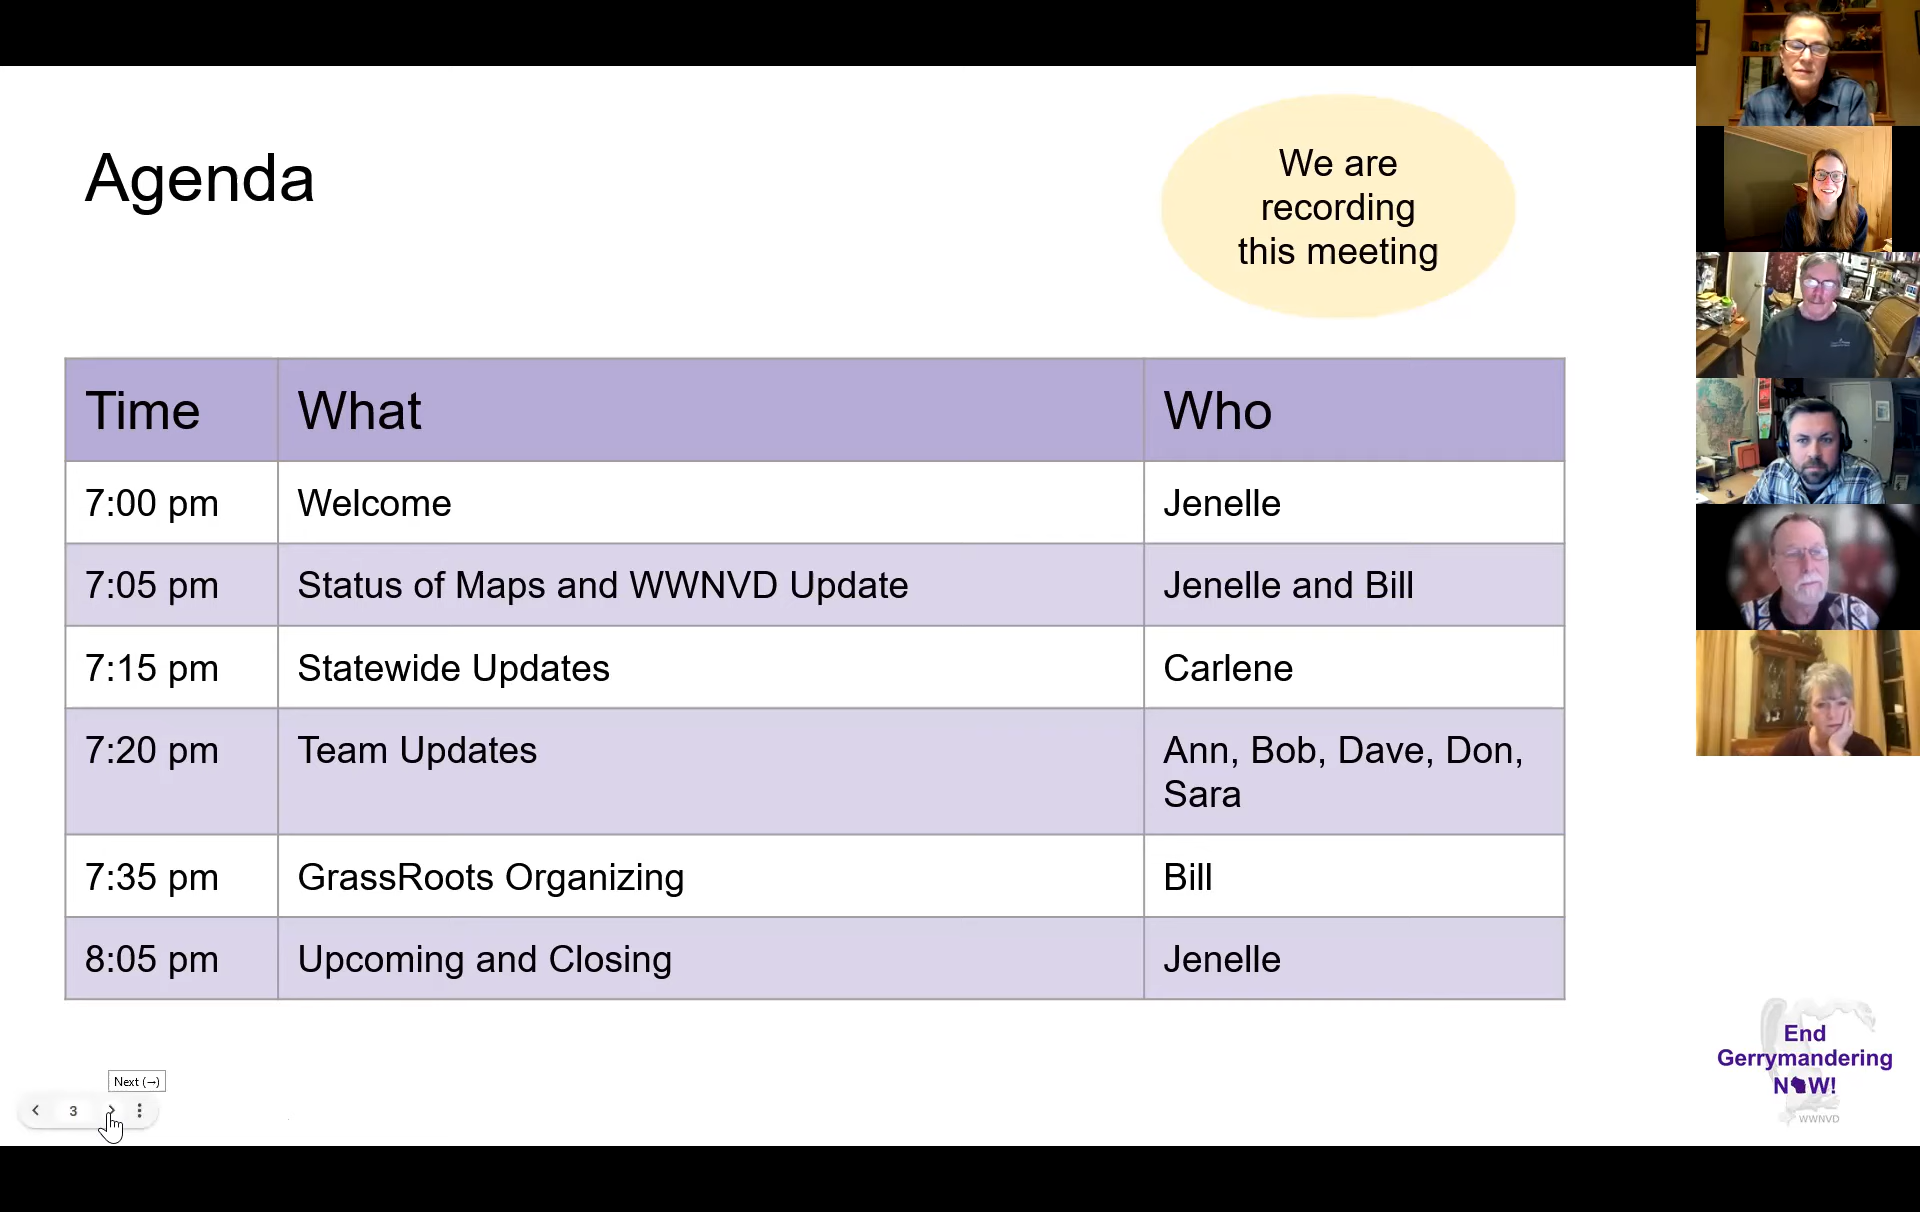 Agenda
We are
recording
this meeting
Time What Who
7:00 pm Welcome Jenelle
7:05 pm Status of Maps and WWNVD Update Jenelle and Bill
7:15 pm Statewide Updates Carlene
7:20 pm Team Updates Ann, Bob, Dave, Don,
Sara
7:35 pm GrassRoots Organizing Bill
8:05 pm Upcoming and Closing Jenelle
End
Gerrymandering
NOW!
WWNVD
Next (→)
3